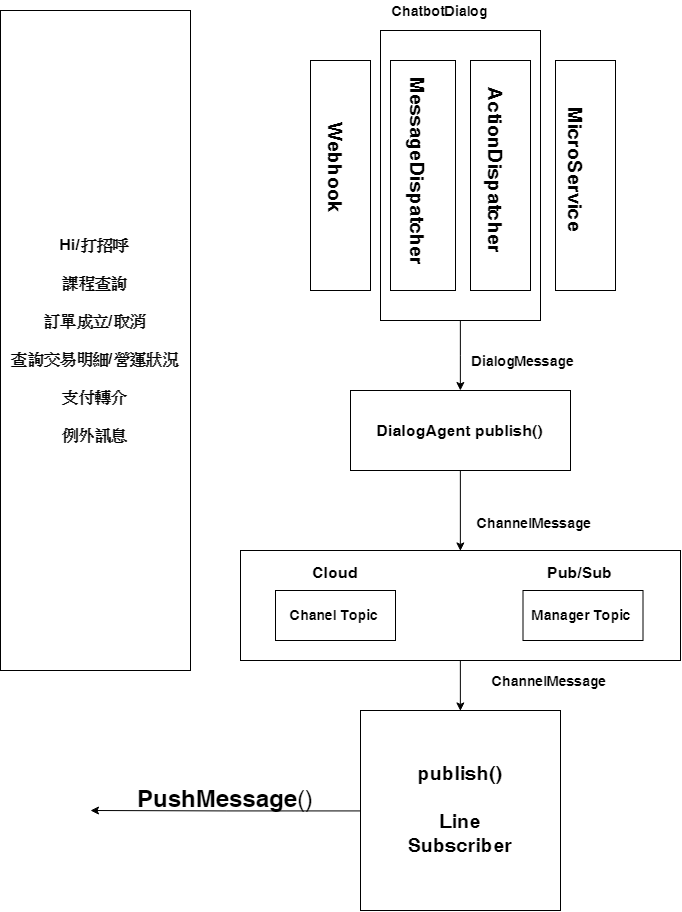 ChatbotDialog
Webhook
MessageDispatcher
ActionDispatcher
MicroService
Hi/打招呼
課程查詢
訂單成立/取消
查詢交易明細/營運狀況
支付轉介
例外訊息
DialogMessage
DialogAgent publish()
ChannelMessage
Cloud
Pub/Sub
Chanel Topic
Manager Topic
ChannelMessage
publish()
Line
Subscriber
PushMessage()